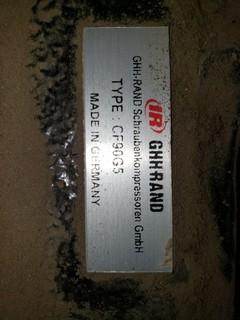 IR GHH-RAND
GHH-RAND Schraubenkompressoren GmbH
TYPE : CF90G5
MADE IN GERMANY